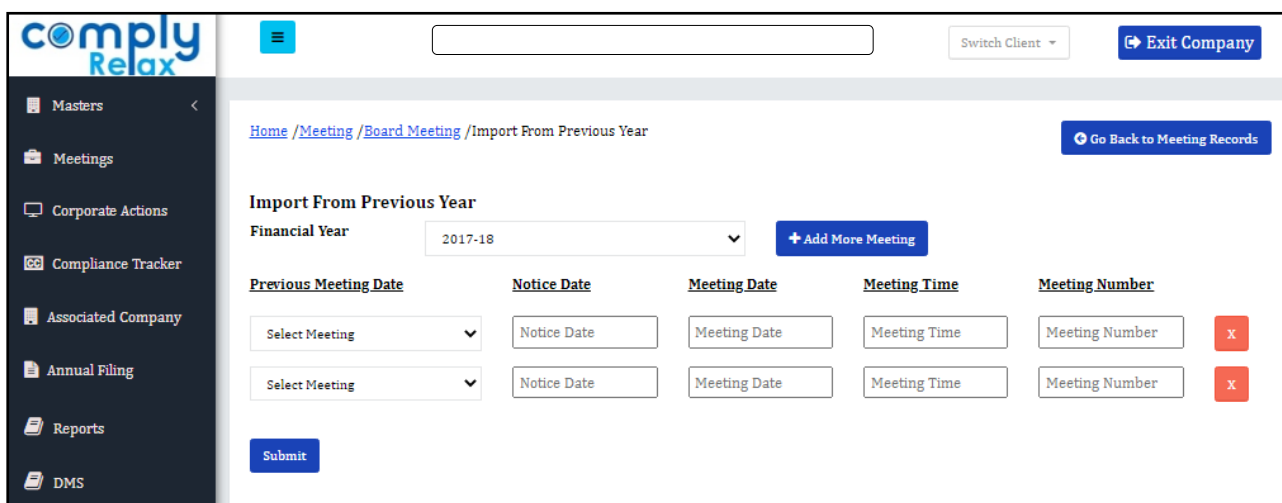 comply
Relax
Switch Client
Exit Company
Masters
Meetings
Corporate Actions
CC Compliance Tracker
Associated Company
Annual Filing
Reports
DMS
Home /Meeting /Board Meeting /Import From Previous Year
Go Back to Meeting Records
Import From Previous Year
Financial Year 2017-18 + Add More Meeting
Previous Meeting Date Notice Date Meeting Date Meeting Time Meeting Number
Select Meeting Notice Date Meeting Date Meeting Time Meeting Number X
Select Meeting Notice Date Meeting Date Meeting Time Meeting Number X
Submit